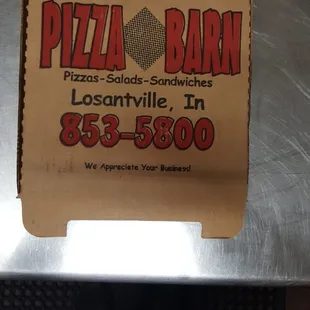 PIZZA BARN
Pizzas-Salads-Sandwiches
Losantville, In
853-5800
We Appreciate Your Business!